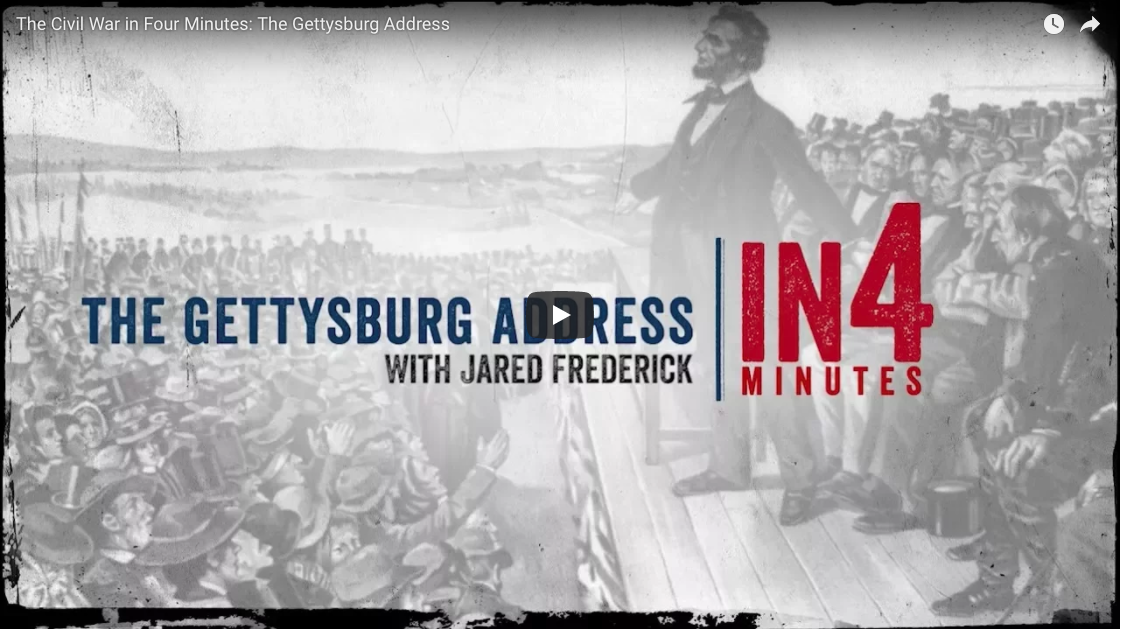 The Civil War in Four Minutes: The Gettysburg Address
THE GETTYSBURG ADDRESS
WITH JARED FREDERICK
IN4
MINUTES